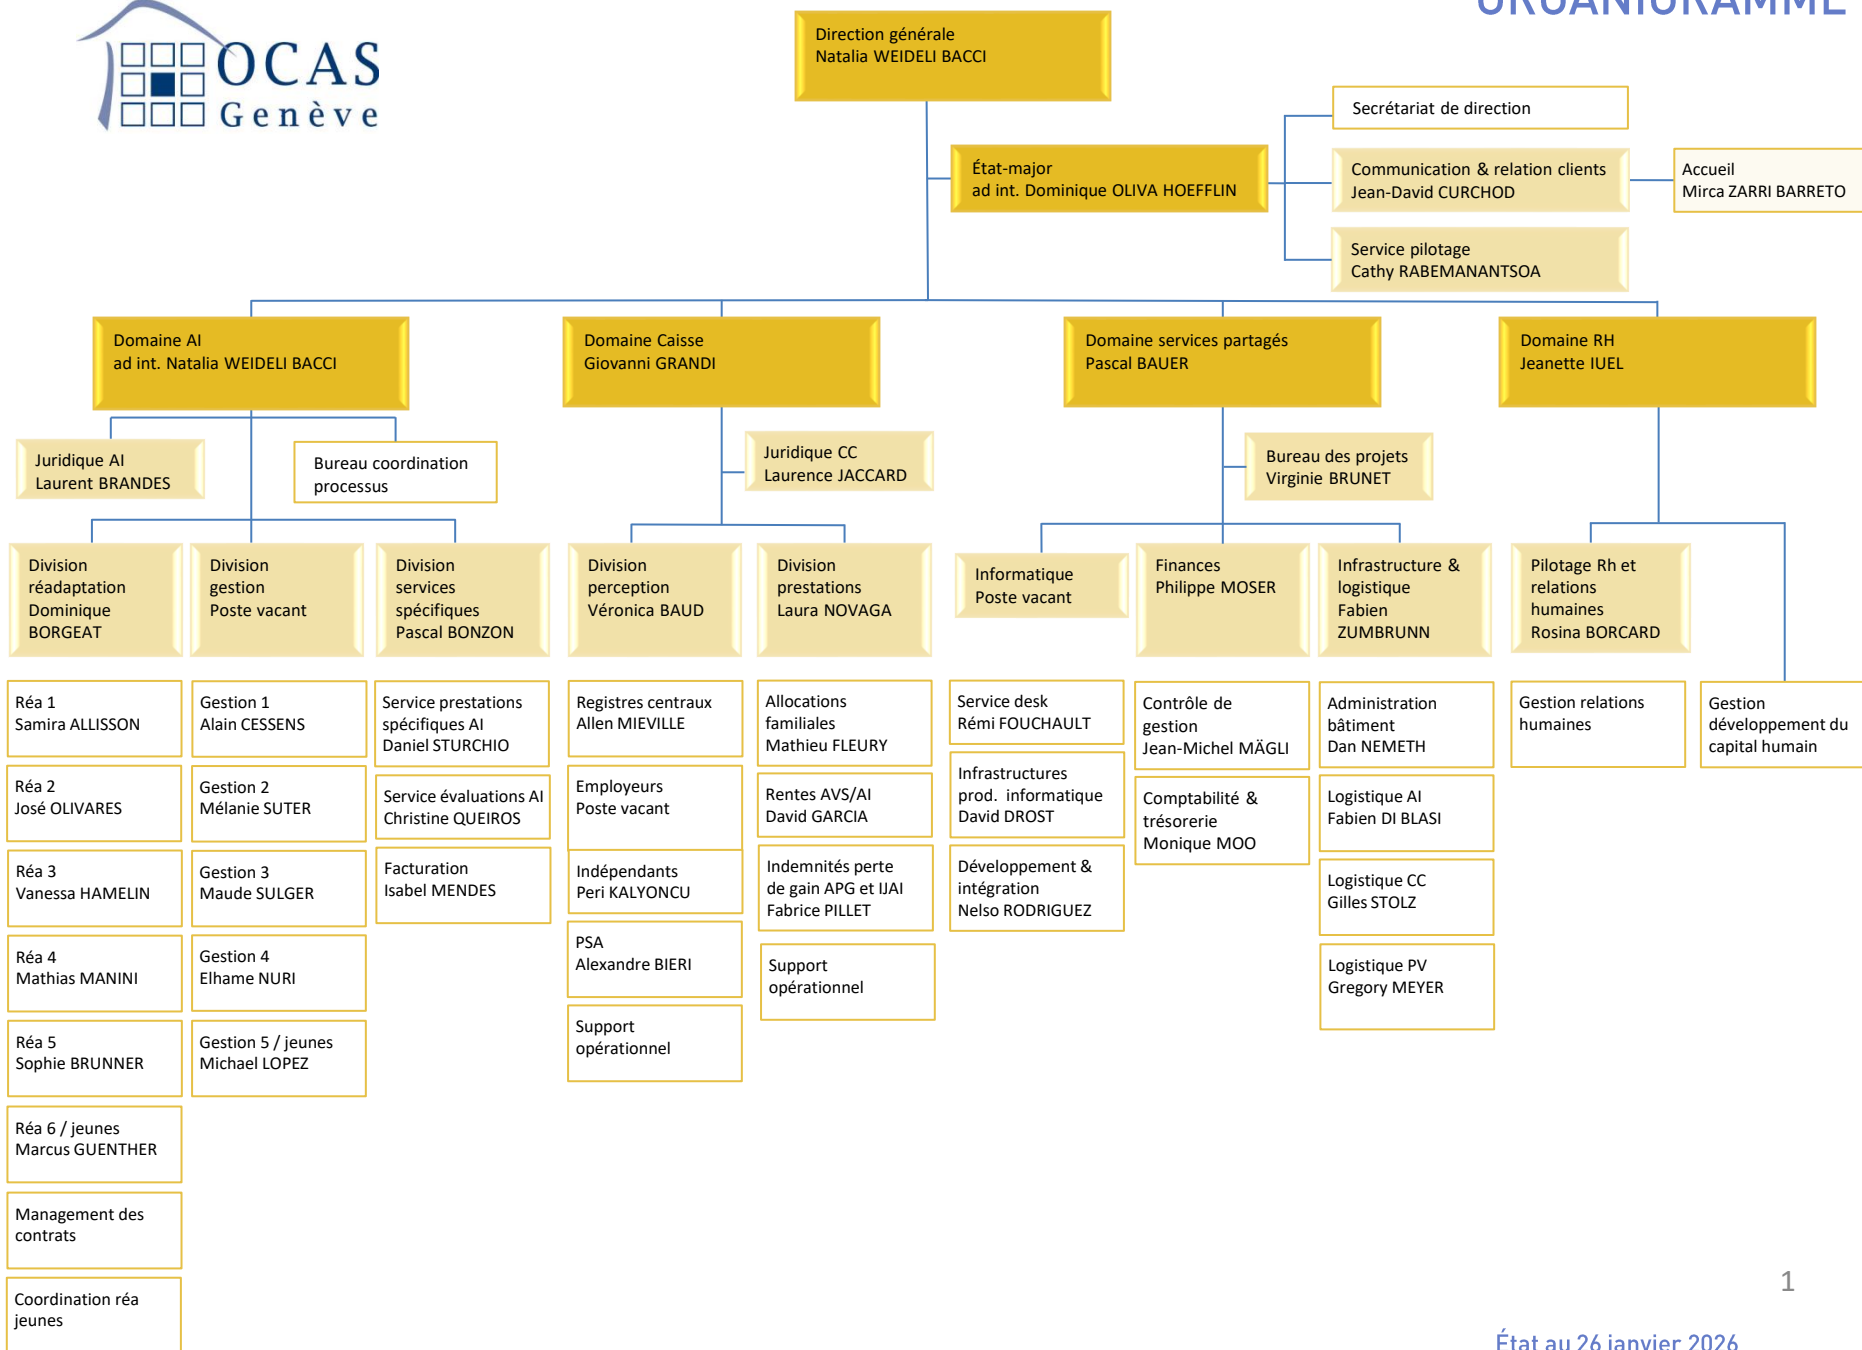 ORGANIGRAMME
OCAS
Genève
Direction générale
Natalia WEIDELI BACCI
Secrétariat de direction
État-major
ad int. Dominique OLIVA HOEFFLIN
Communication & relation clients
Jean-David CURCHOD
Accueil
Mirca ZARRI BARRETO
Service pilotage
Cathy RABEMANANTSOA
Domaine AI
ad int. Natalia WEIDELI BACCI
Domaine Caisse
Giovanni GRANDI
Domaine services partagés
Pascal BAUER
Domaine RH
Jeanette IUEL
Juridique AI
Laurent BRANDES
Bureau coordination
processus
Juridique CC
Laurence JACCARD
Bureau des projets
Virginie BRUNET
Division
réadaptation
Dominique
BORGEAT
Division
gestion
Poste vacant
Division
services
spécifiques
Pascal BONZON
Division
perception
Véronica BAUD
Division
prestations
Laura NOVAGA
Informatique
Poste vacant
Finances
Philippe MOSER
Infrastructure &
logistique
Fabien
ZUMBRUNN
Pilotage Rh et
relations
humaines
Rosina BORCARD
Réa 1
Samira ALLISSON
Réa 2
José OLIVARES
Réa 3
Vanessa HAMELIN
Réa 4
Mathias MANINI
Réa 5
Sophie BRUNNER
Réa 6 / jeunes
Marcus GUENTHER
Management des
contrats
Coordination réa
jeunes
Gestion 1
Alain CESSENS
Gestion 2
Mélanie SUTER
Gestion 3
Maude SULGER
Gestion 4
Elhame NURI
Gestion 5 / jeunes
Michael LOPEZ
Service prestations
spécifiques AI
Daniel STURCHIO
Service évaluations AI
Christine QUEIROS
Facturation
Isabel MENDES
Registres centraux
Allen MIEVILLE
Employeurs
Poste vacant
Indépendants
Peri KALYONCU
PSA
Alexandre BIERI
Support
opérationnel
Allocations
familiales
Mathieu FLEURY
Rentes AVS/AI
David GARCIA
Indemnités perte
de gain APG et IJAI
Fabrice PILLET
Support
opérationnel
Service desk
Rémi FOUCHAULT
Infrastructures
prod. informatique
David DROST
Développement &
intégration
Nelso RODRIGUEZ
Contrôle de
gestion
Jean-Michel MÄGLI
Comptabilité &
trésorerie
Monique MOO
Administration
bâtiment
Dan NEMETH
Logistique AI
Fabien DI BLASI
Logistique CC
Gilles STOLZ
Logistique PV
Gregory MEYER
Gestion relations
humaines
Gestion
développement du
capital humain
1
État au 26 janvier 2026